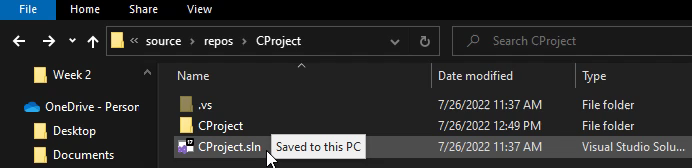 File Home Share View
source repos CProject Search CProject
Name Date modified Type
Week 2
.vs 7/26/2022 11:37 AM File folder
OneDrive - Person
CProject 7/26/2022 12:49 PM File folder
Desktop
17 CProject.sln Saved to this PC 7/26/2022 11:37 AM Visual Studio Solu...
Documents